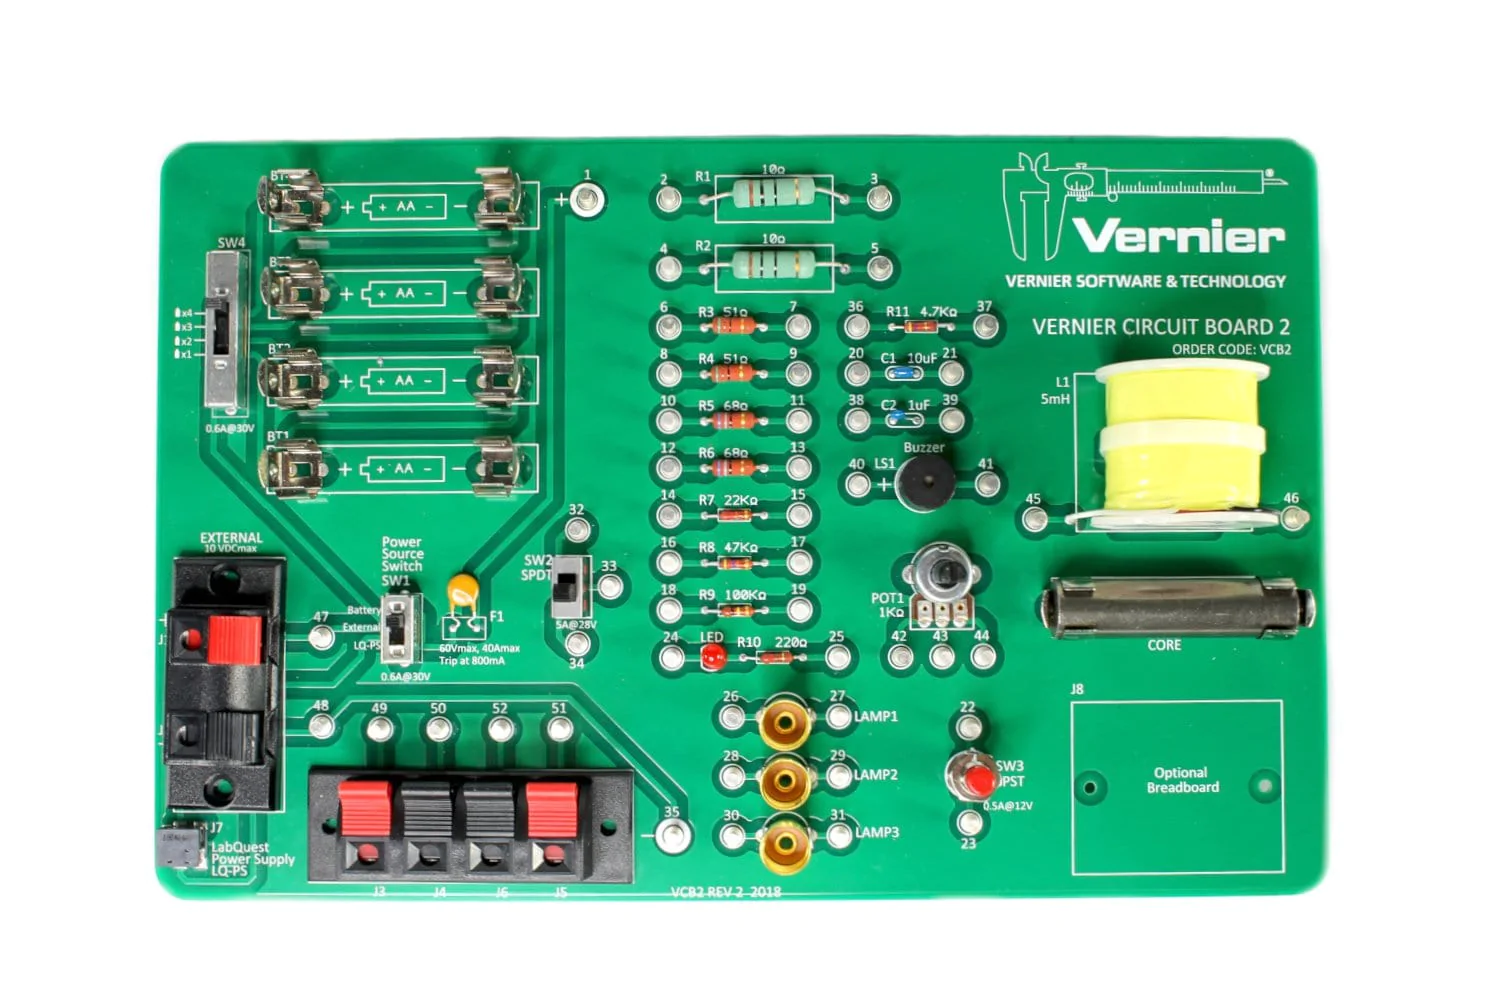 BT
+ AA -
+ -
+ 1
SW4
x4
x3
x2
x1
0.6A@30V
BT
+ AA -
+ -
+ AA -
+ -
BT1
+ AA -
+ -
2 R1 10Ω 3
4 R2 10Ω 5
6 R3 51Ω 7
8 R4 51Ω 9
10 R5 68Ω 11
12 R6 68Ω 13
14 R7 22KΩ 15
16 R8 47KΩ 17
18 R9 100KΩ 19
24 LED R10 220Ω 25
26 27 LAMP1
28 29 LAMP2
30 31 LAMP3
36 R11 4.7KΩ 37
20 C1 10uF 21
38 C2 1uF 39
Buzzer
40 LS1 + 41
POT1
1KΩ
42 43 44
22
SW3
PST
0.5A@12V
23
®
Vernier
VERNIER SOFTWARE & TECHNOLOGY
VERNIER CIRCUIT BOARD 2
ORDER CODE: VCB2
L1
5mH
45 46
CORE
J8
Optional
Breadboard
EXTERNAL
10 VDCmax
Power
Source
Switch
SW1
Battery
External
LQ-PS
0.6A@30V
F1
60Vmax, 40Amax
Trip at 800mA
32
SW2
SPDT
33
5A@28V
34
47
48 49 50 52 51
- 35
J7
LabQuest
Power Supply
LQ-PS
J3 J4 J6 J5
VCB2 REV 2 2018